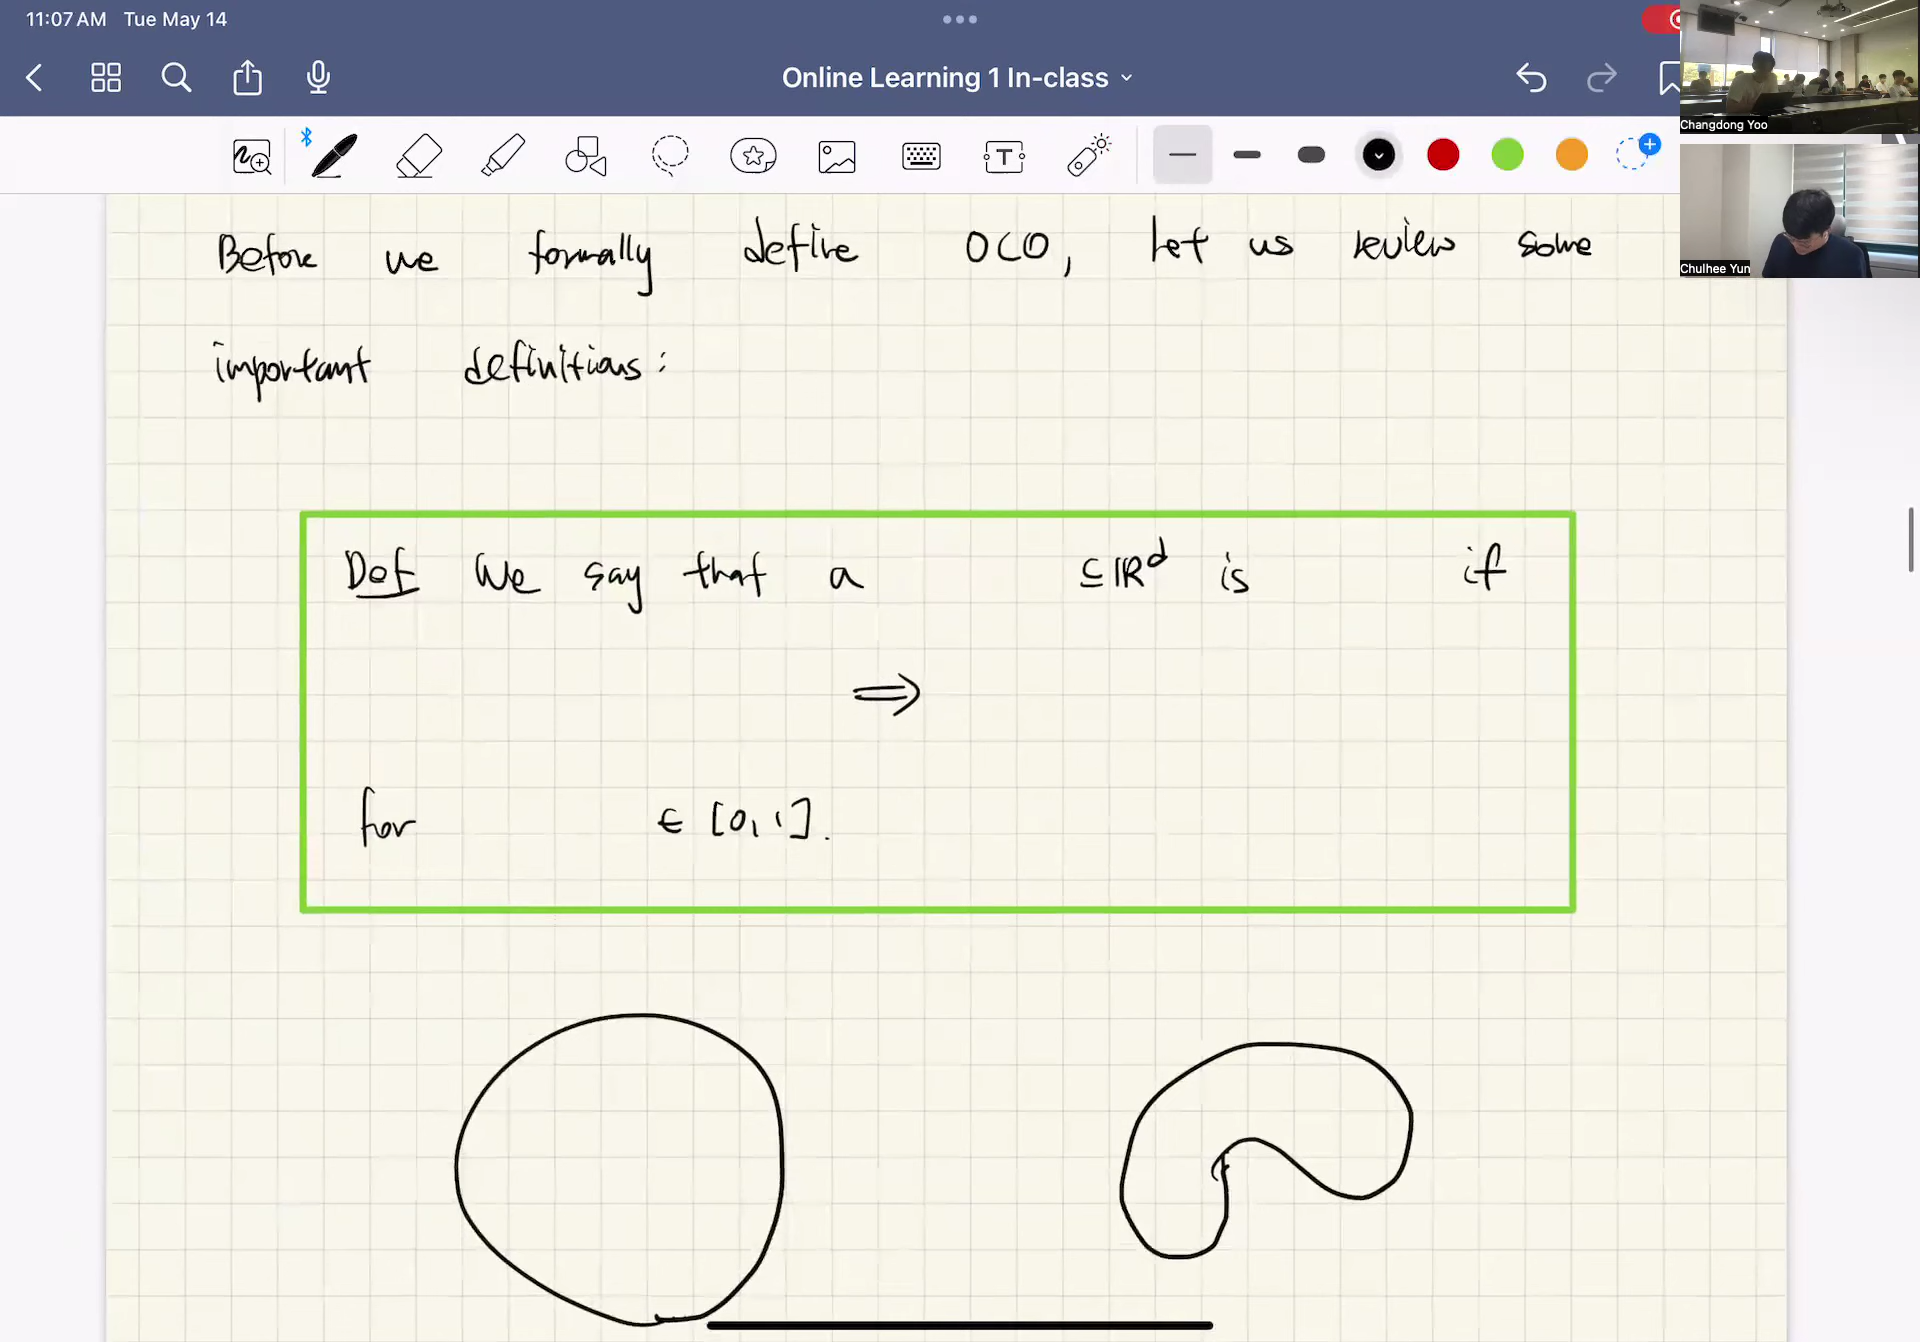 11:07 AM Tue May 14
Online Learning 1 In-class
Changdong Yoo
Chulhee Yun
Before we formally define OCO, let us review some
important definitions:
Def We say that a ⊆ ℝᵈ is if
⟹
for ∈ [0, 1].